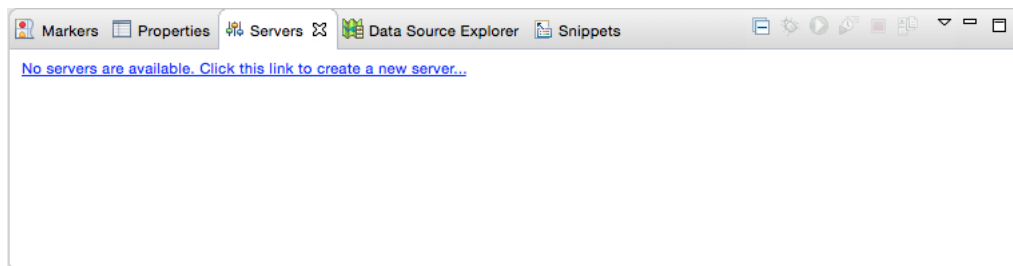 Markers Properties Servers Data Source Explorer Snippets
No servers are available. Click this link to create a new server...